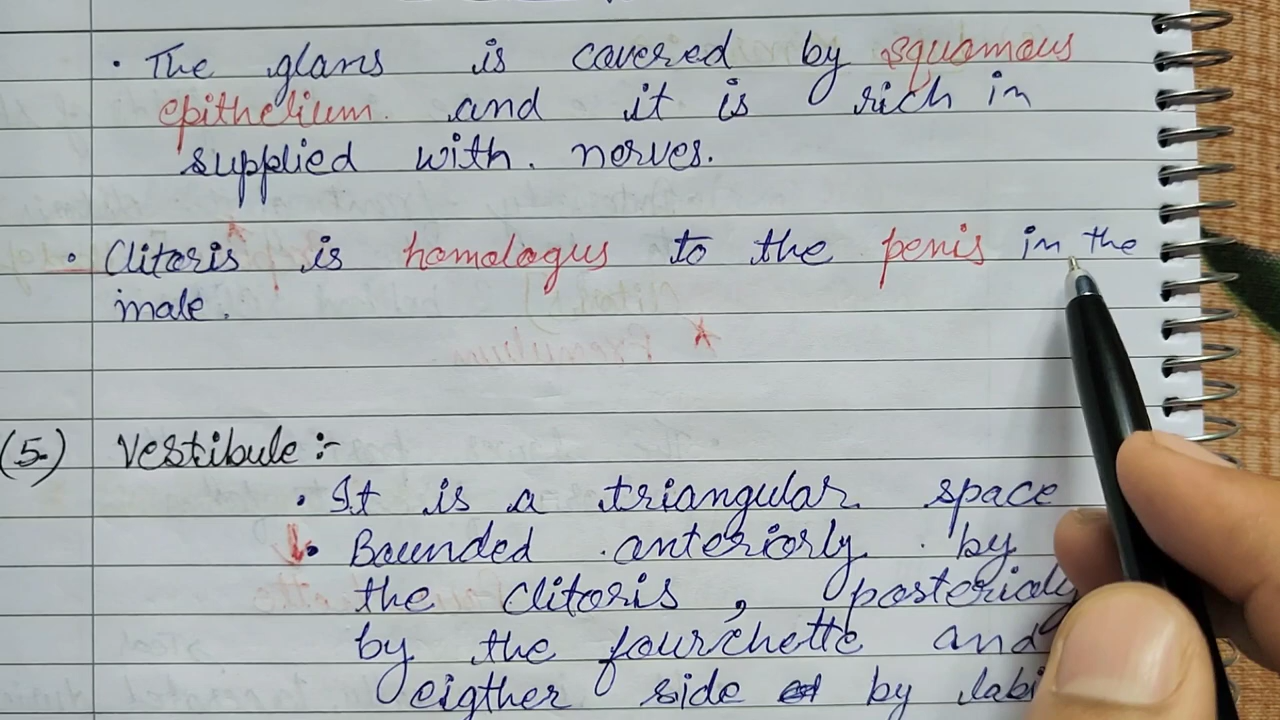 • The glans is covered by squamous
epithelium. and it is rich in
supplied with. nerves.
• Clitoris is homologus to the penis in the
male.
(5) Vestibule :-
• It is a triangular space
• Bounded anteriorly. by
the clitoris, posteriorly
by the fourchette and
eigther side by labi